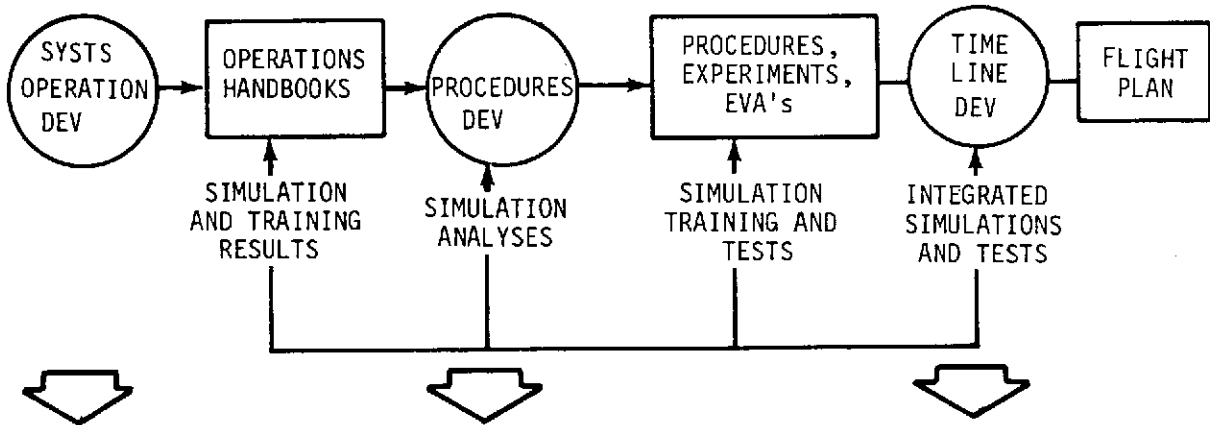 SYSTS
OPERATION
DEV
OPERATIONS
HANDBOOKS
PROCEDURES
DEV
PROCEDURES,
EXPERIMENTS,
EVA's
TIME
LINE
DEV
FLIGHT
PLAN
SIMULATION
AND TRAINING
RESULTS
SIMULATION
ANALYSES
SIMULATION
TRAINING AND
TESTS
INTEGRATED
SIMULATIONS
AND TESTS